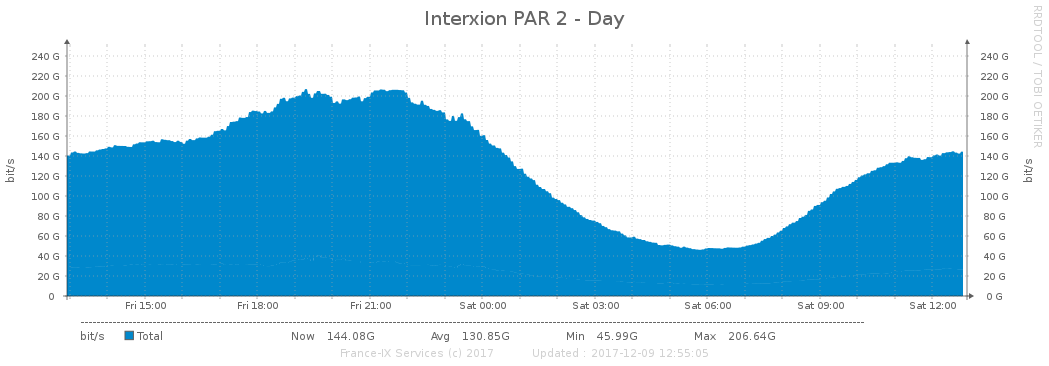 Interxion PAR 2 - Day
RRDTOOL / TOBI OETIKER
240 G 240 G
220 G 220 G
200 G 200 G
180 G 180 G
160 G 160 G
140 G 140 G
120 G 120 G
100 G 100 G
80 G 80 G
60 G 60 G
40 G 40 G
20 G 20 G
0 0 G
bit/s
bit/s
Fri 15:00 Fri 18:00 Fri 21:00 Sat 00:00 Sat 03:00 Sat 06:00 Sat 09:00 Sat 12:00
bit/s Total Now 144.08G Avg 130.85G Min 45.99G Max 206.64G
France-IX Services (c) 2017 Updated : 2017-12-09 12:55:05